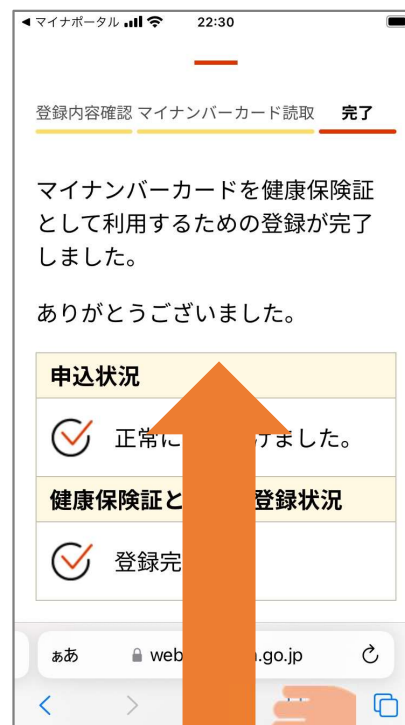 マイナポータル 22:30
登録内容確認 マイナンバーカード読取 完了
マイナンバーカードを健康保険証
として利用するための登録が完了
しました。
ありがとうございました。
申込状況
正常に けました。
健康保険証と 登録状況
登録完
ぁあ web .go.jp